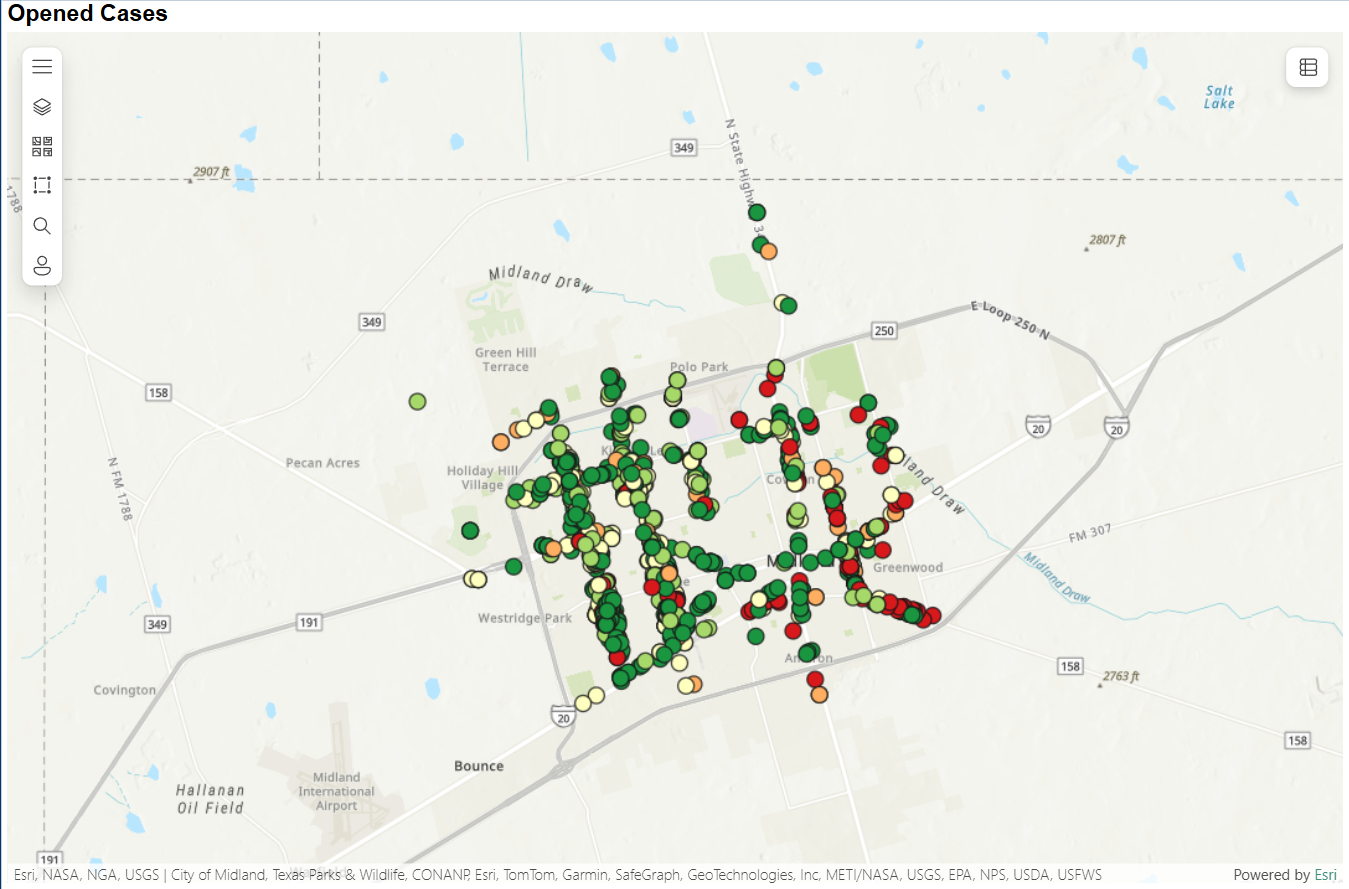 Opened Cases
Salt
Lake
349
N State Highw
2907 ft
1788
2807 ft
Midland Draw
349
250
E Loop 250 N
Green Hill
Terrace
Polo Park
158
20
20
Pecan Acres
Holiday Hill
Village
N FM 1788
FM 307
Greenwood
Midland Draw
349
191
Westridge Park
158
2763 ft
Covington
20
158
Bounce
Midland
International
Airport
Hallanan
Oil Field
191
Esri, NASA, NGA, USGS | City of Midland, Texas Parks & Wildlife, CONANP, Esri, TomTom, Garmin, SafeGraph, GeoTechnologies, Inc, METI/NASA, USGS, EPA, NPS, USDA, USFWS
Powered by Esri